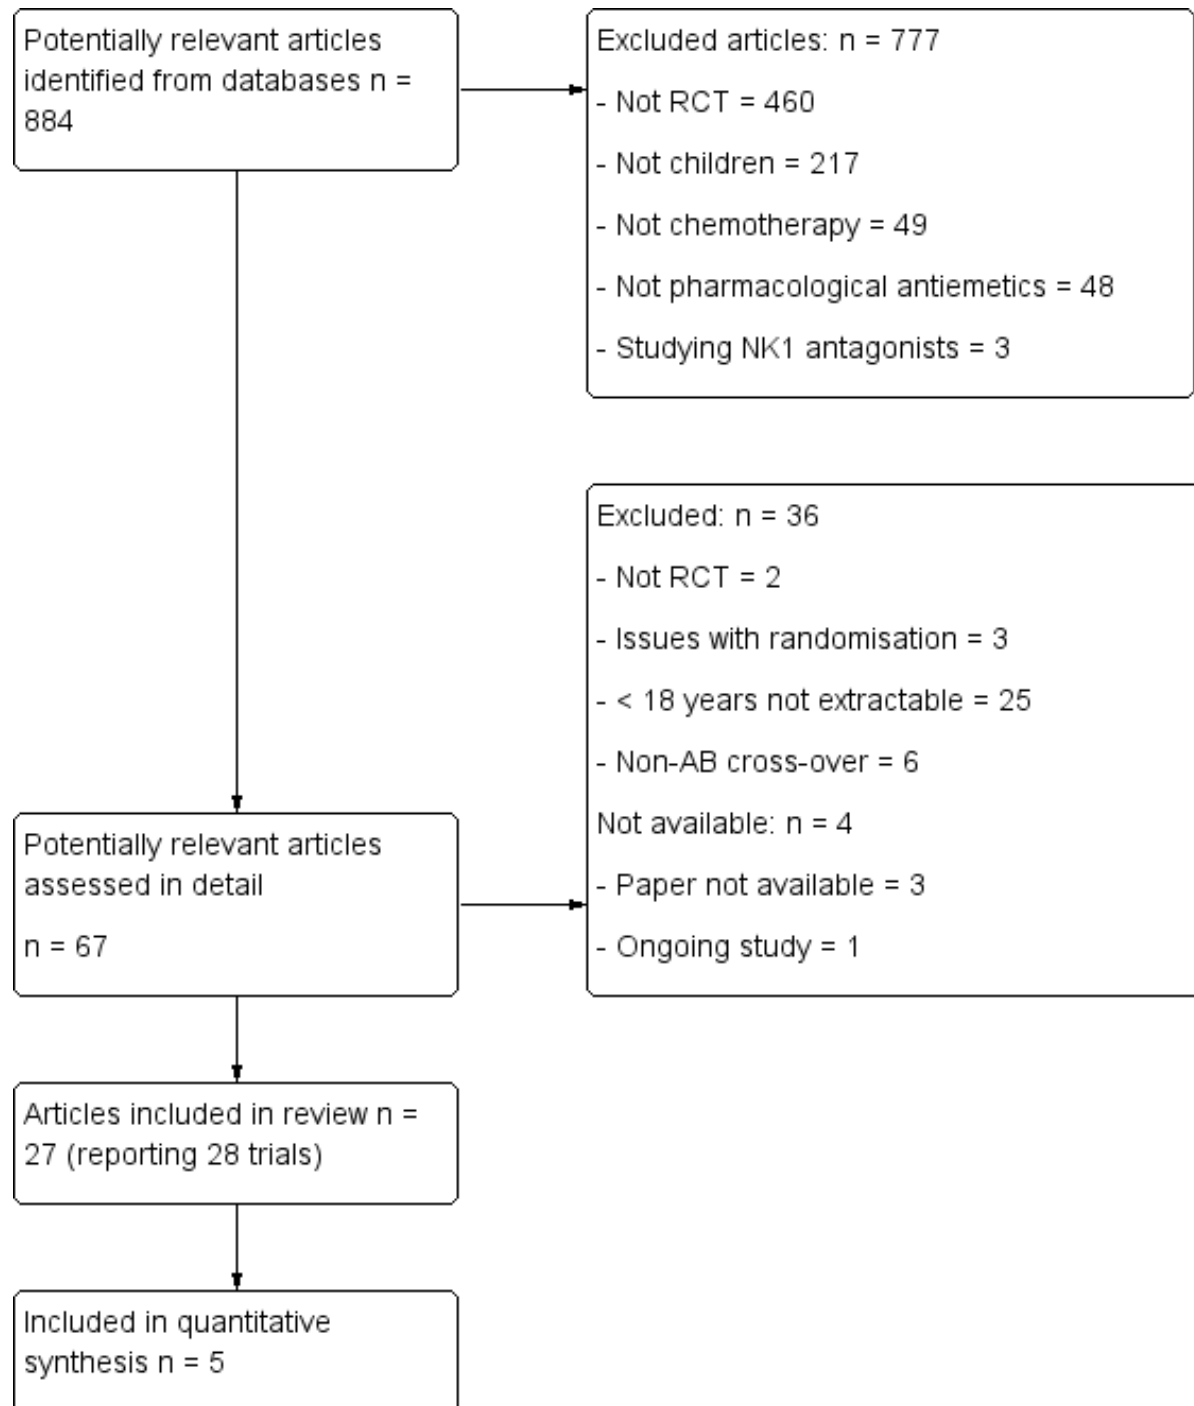 Potentially relevant articles
identified from databases n =
884
Excluded articles: n = 777
- Not RCT = 460
- Not children = 217
- Not chemotherapy = 49
- Not pharmacological antiemetics = 48
- Studying NK1 antagonists = 3
Excluded: n = 36
- Not RCT = 2
- Issues with randomisation = 3
- < 18 years not extractable = 25
- Non-AB cross-over = 6
Not available: n = 4
- Paper not available = 3
- Ongoing study = 1
Potentially relevant articles
assessed in detail
n = 67
Articles included in review n =
27 (reporting 28 trials)
Included in quantitative
synthesis n = 5